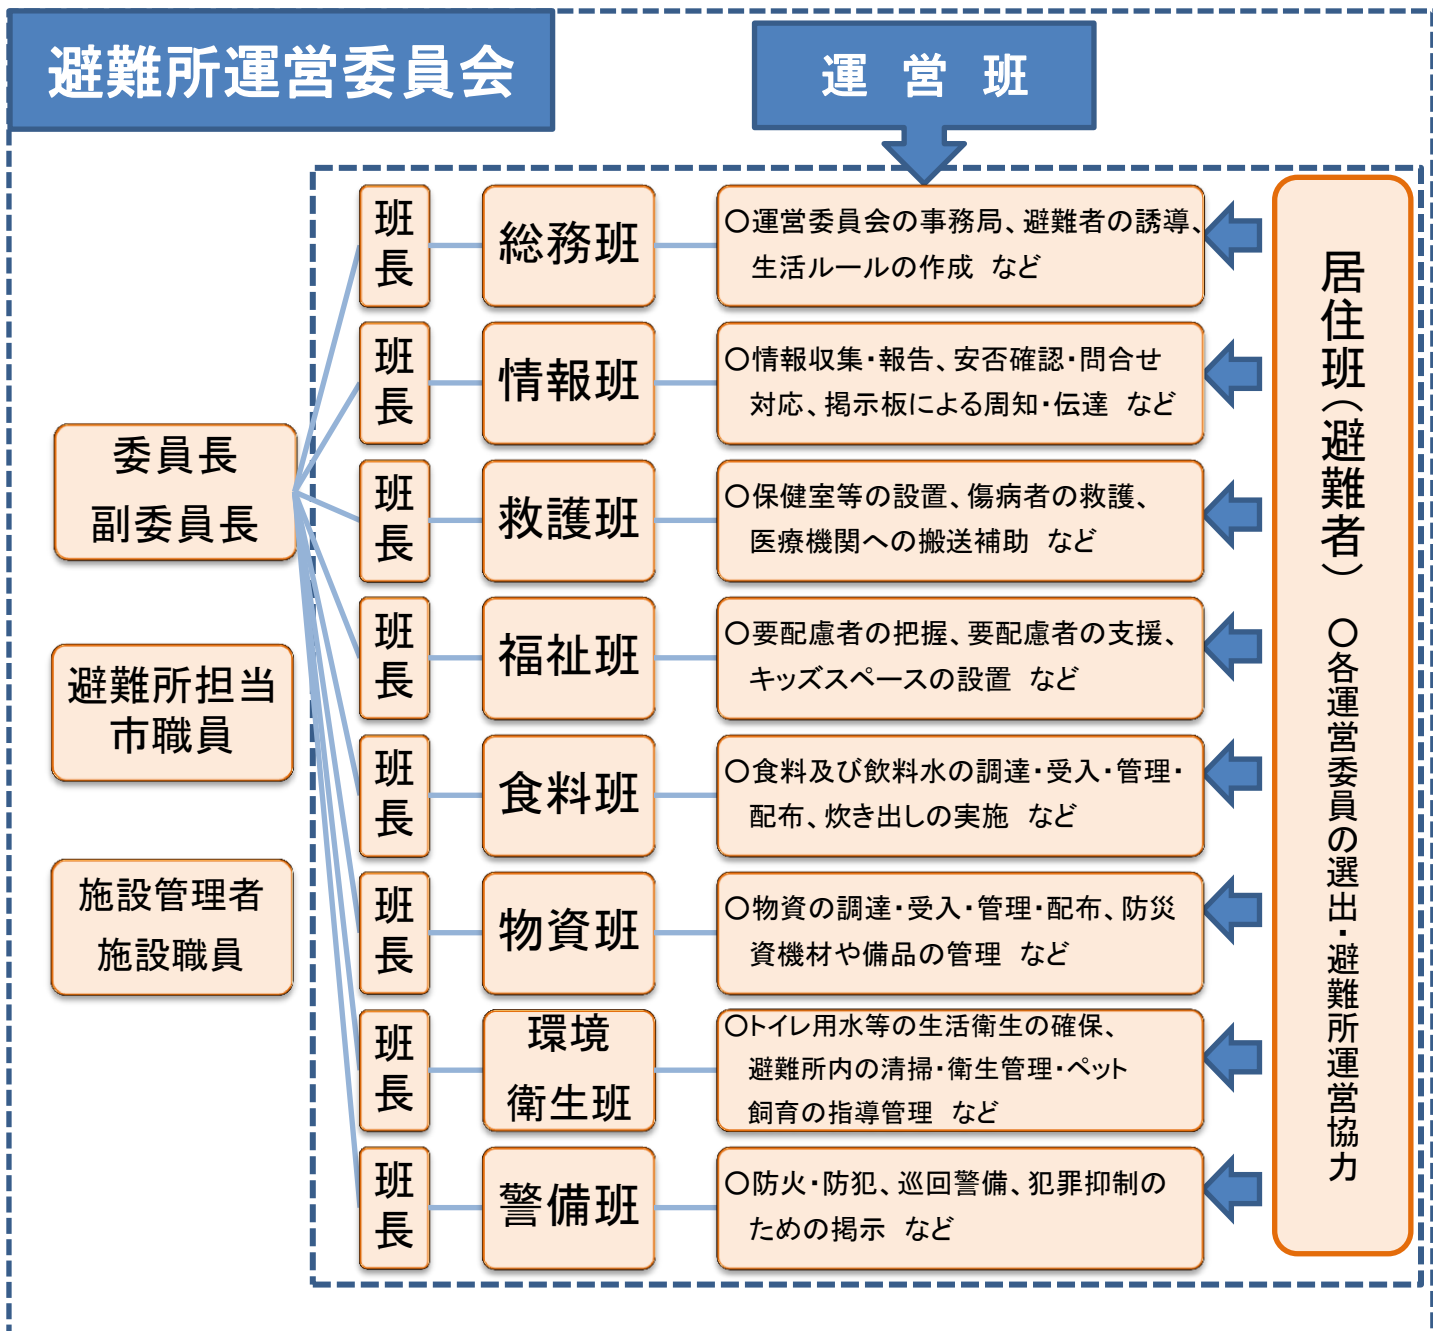 避難所運営委員会
運営班
委員長
副委員長
避難所担当
市職員
施設管理者
施設職員
班長
総務班
○運営委員会の事務局、避難者の誘導、
生活ルールの作成 など
班長
情報班
○情報収集・報告、安否確認・問合せ
対応、掲示板による周知・伝達 など
班長
救護班
○保健室等の設置、傷病者の救護、
医療機関への搬送補助 など
班長
福祉班
○要配慮者の把握、要配慮者の支援、
キッズスペースの設置 など
班長
食料班
○食料及び飲料水の調達・受入・管理・
配布、炊き出しの実施 など
班長
物資班
○物資の調達・受入・管理・配布、防災
資機材や備品の管理 など
班長
環境
衛生班
○トイレ用水等の生活衛生の確保、
避難所内の清掃・衛生管理・ペット
飼育の指導管理 など
班長
警備班
○防火・防犯、巡回警備、犯罪抑制の
ための掲示 など
居住班（避難者） ○各運営委員の選出・避難所運営協力